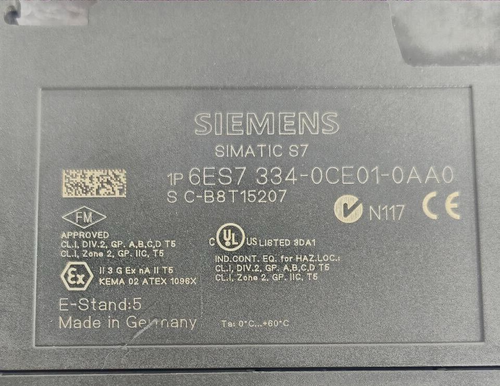 SIEMENS
SIMATIC S7
1P 6ES7 334-0CE01-0AA0
S C-B8T15207
N117 CE
FM
APPROVED
CL.I, DIV.2, GP. A,B,C,D T5
CL.I, Zone 2, GP. IIC, T5
C UL US LISTED 9DA1
IND.CONT. EQ. for HAZ.LOC.:
CL.I, DIV.2, GP. A,B,C,D T5
CL.I, Zone 2, GP. IIC T5
Ex
II 3 G Ex nA II T5
KEMA 02 ATEX 1096X
E-Stand:5
Made in Germany
Ta: 0°C...+60°C